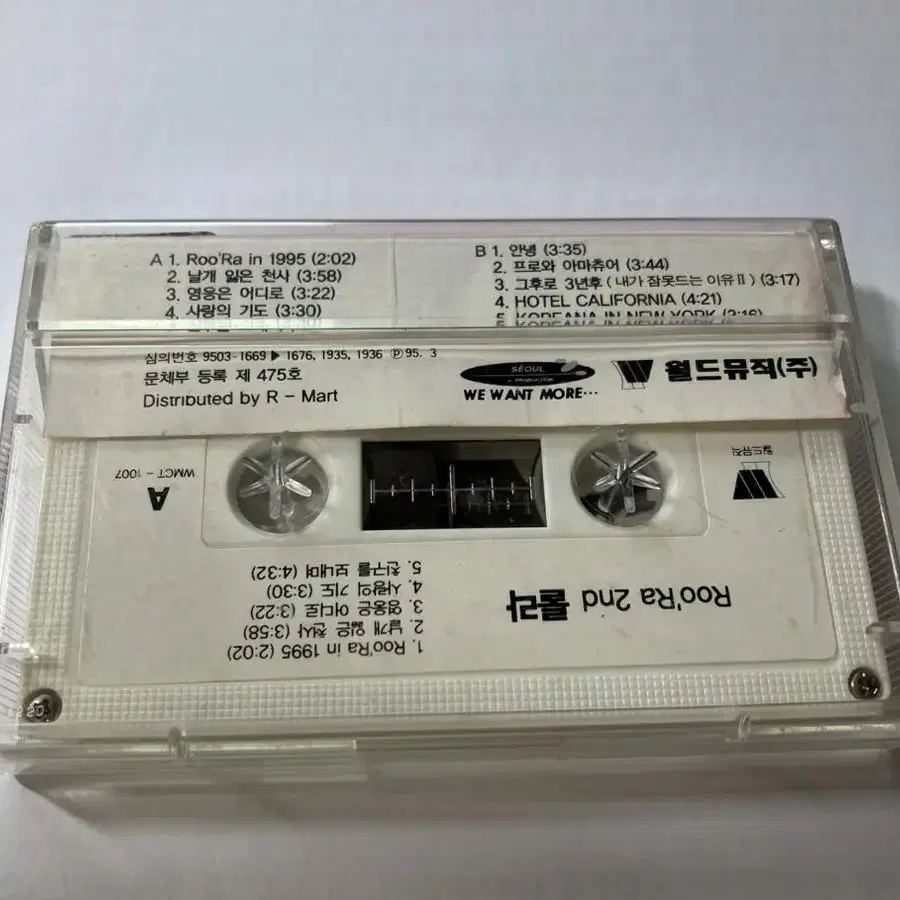 A 1. Roo'Ra in 1995 (2:02)
2. 날개 잃은 천사 (3:58)
3. 영웅은 어디로 (3:22)
4. 사랑의 기도 (3:30)
B 1. 안녕 (3:35)
2. 프로와 아마츄어 (3:44)
3. 그후로 3년후 ( 내가 잠못드는 이유 II ) (3:17)
4. HOTEL CALIFORNIA (4:21)
5. KOREANA IN NEW YORK (3:16)
심의번호 9503-1669 ▶ 1676, 1935, 1936 ℗ 95. 3
문체부 등록 제 475호
Distributed by R - Mart
SEOUL
PRODUCTION
WE WANT MORE...
월드뮤직(주)
A
WMCT - 1007
월드뮤직
Roo'Ra 2nd 룰라
1. Roo'Ra in 1995 (2:02)
2. 날개 잃은 천사 (3:58)
3. 영웅은 어디로 (3:22)
4. 사랑의 기도 (3:30)
5. 친구를 보내며 (4:32)